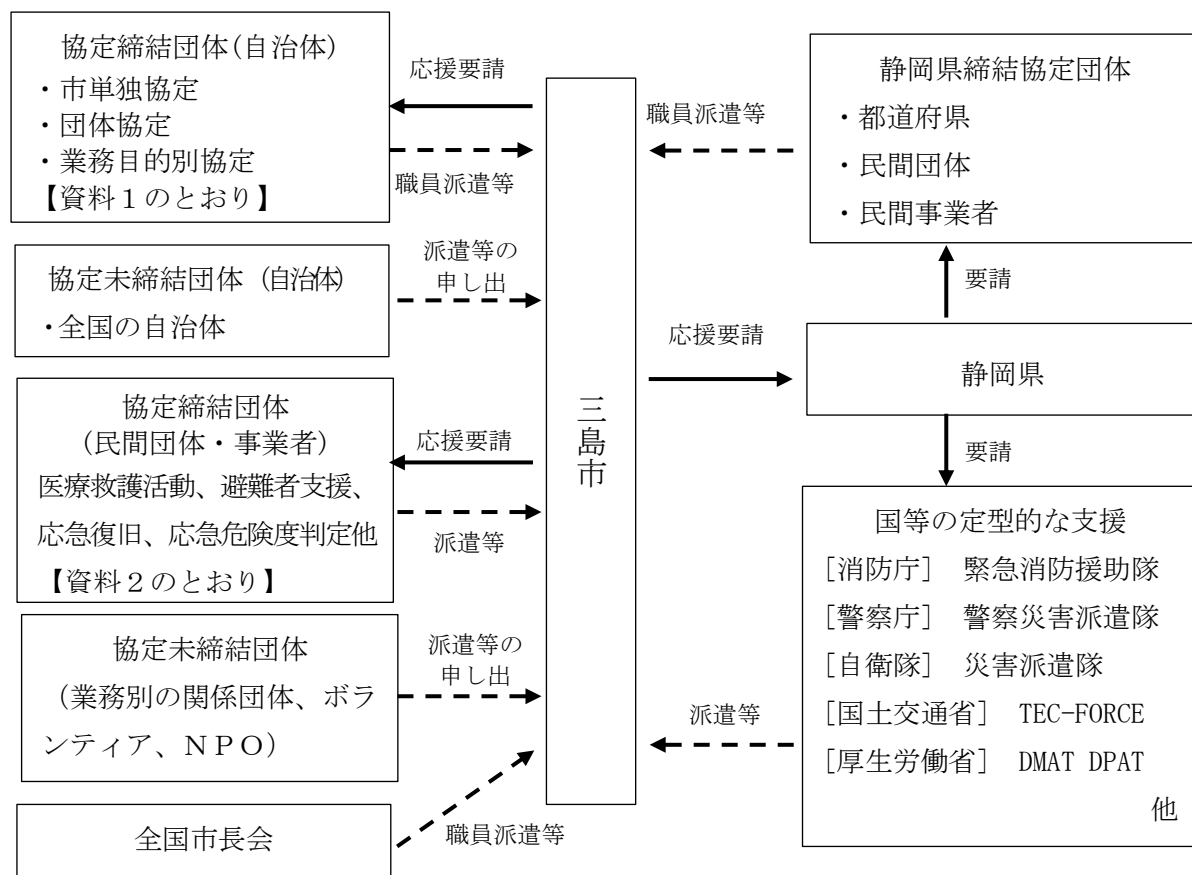 協定締結団体(自治体)
・市単独協定
・団体協定
・業務目的別協定
【資料１のとおり】
応援要請
職員派遣等
協定未締結団体（自治体）
・全国の自治体
派遣等の
申し出
協定締結団体
(民間団体・事業者)
医療救護活動、避難者支援、
応急復旧、応急危険度判定他
【資料２のとおり】
応援要請
派遣等
協定未締結団体
（業務別の関係団体、ボラ
ンティア、ＮＰＯ）
派遣等の
申し出
全国市長会
職員派遣等
三島市
静岡県締結協定団体
・都道府県
・民間団体
・民間事業者
職員派遣等
要請
応援要請
静岡県
要請
国等の定型的な支援
[消防庁]　緊急消防援助隊
[警察庁]　警察災害派遣隊
[自衛隊]　災害派遣隊
[国土交通省]　TEC-FORCE
[厚生労働省]　DMAT DPAT
他
派遣等